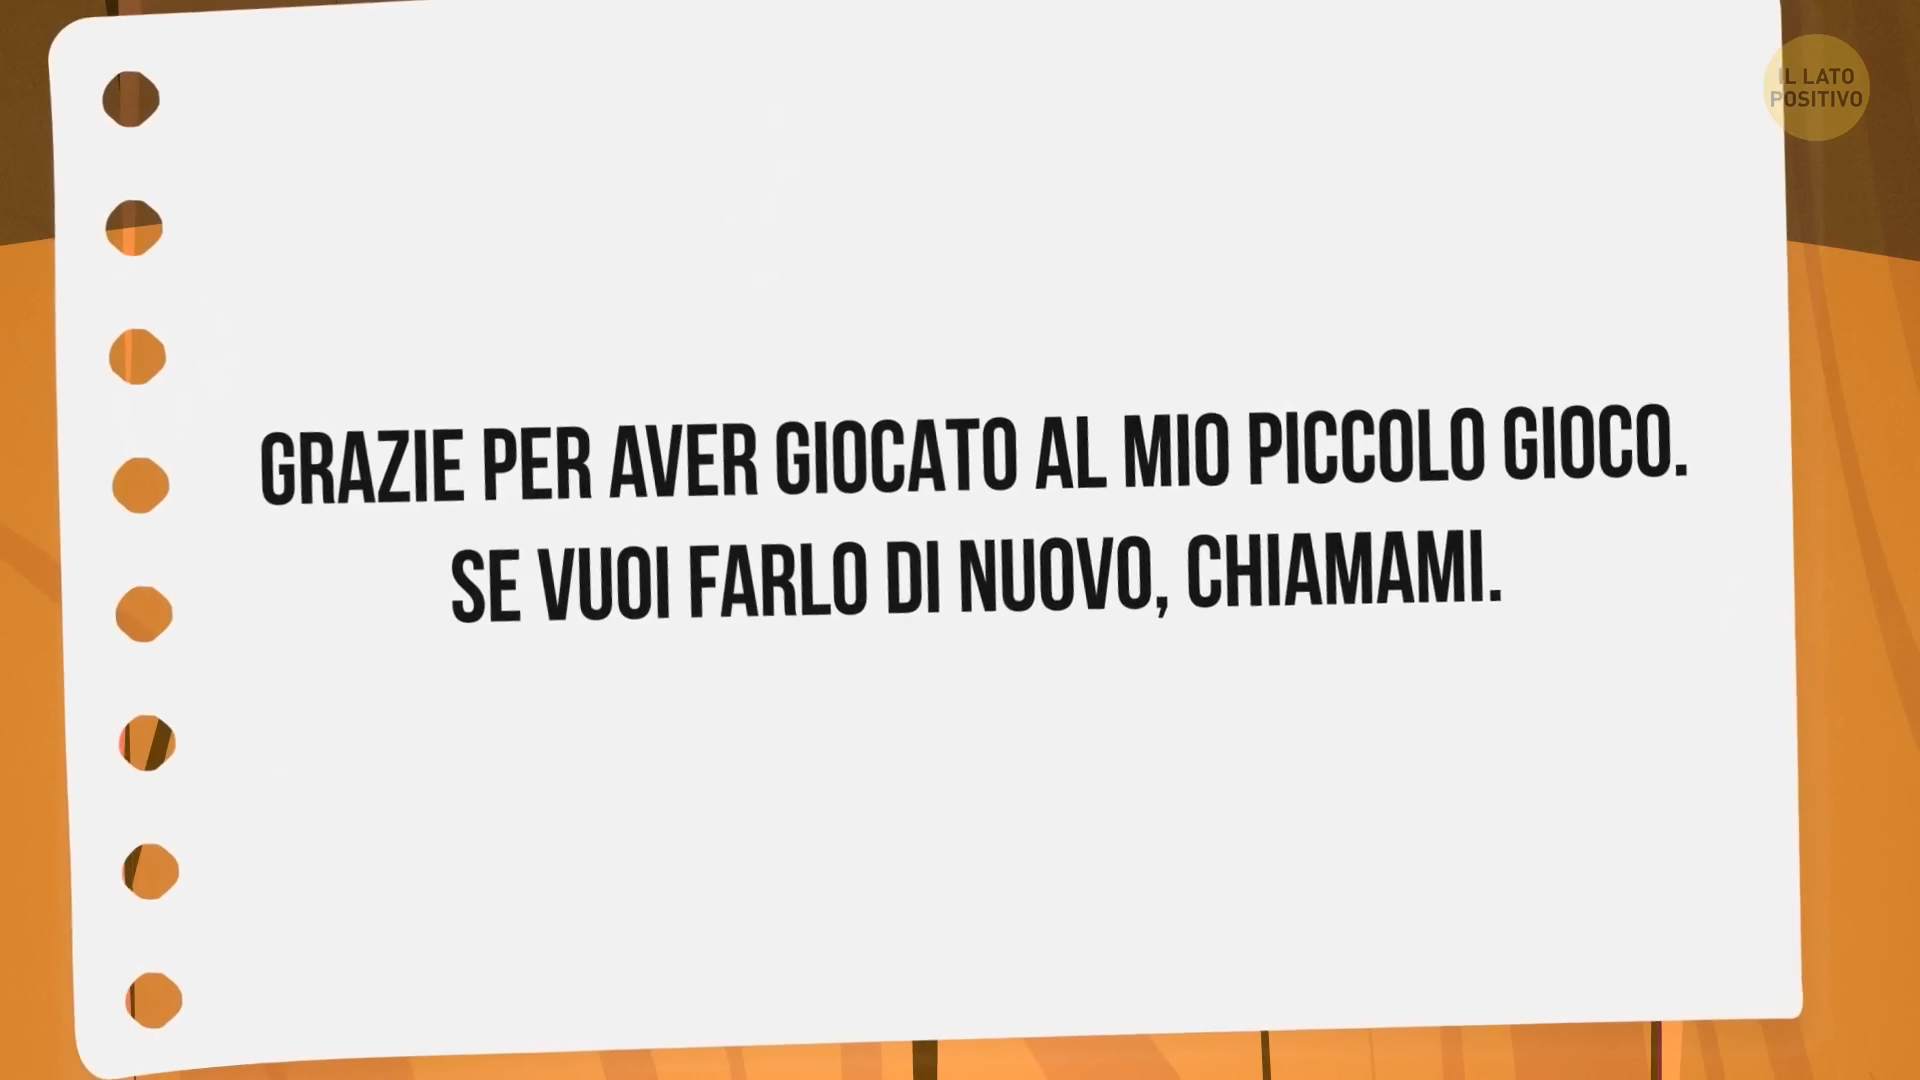 IL LATO
POSITIVO
GRAZIE PER AVER GIOCATO AL MIO PICCOLO GIOCO.
SE VUOI FARLO DI NUOVO, CHIAMAMI.